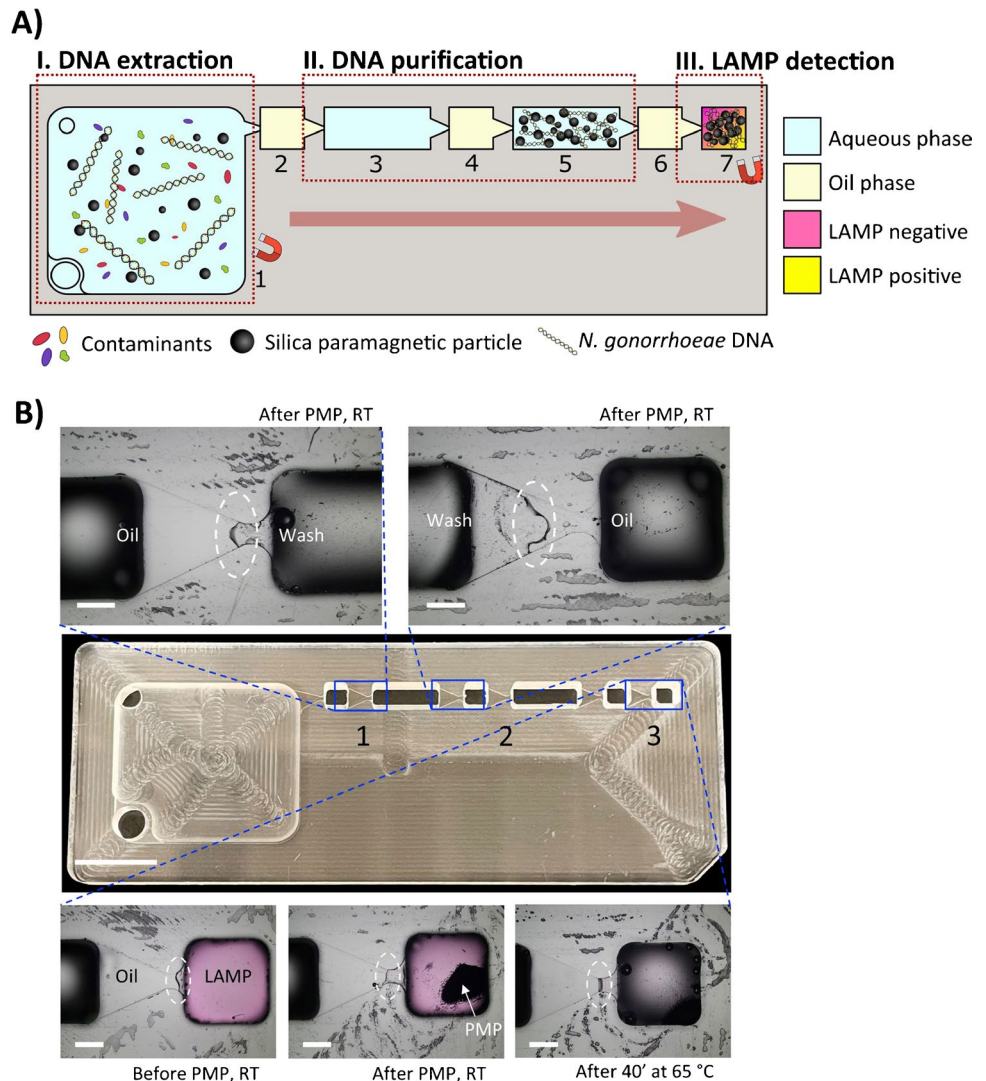 A)
I. DNA extraction
II. DNA purification
III. LAMP detection
2
3
4
5
6
7
1
Aqueous phase
Oil phase
LAMP negative
LAMP positive
Contaminants
Silica paramagnetic particle
N. gonorrhoeae DNA
B)
After PMP, RT
After PMP, RT
Oil
Wash
Wash
Oil
1
2
3
Oil
LAMP
PMP
Before PMP, RT
After PMP, RT
After 40’ at 65 °C